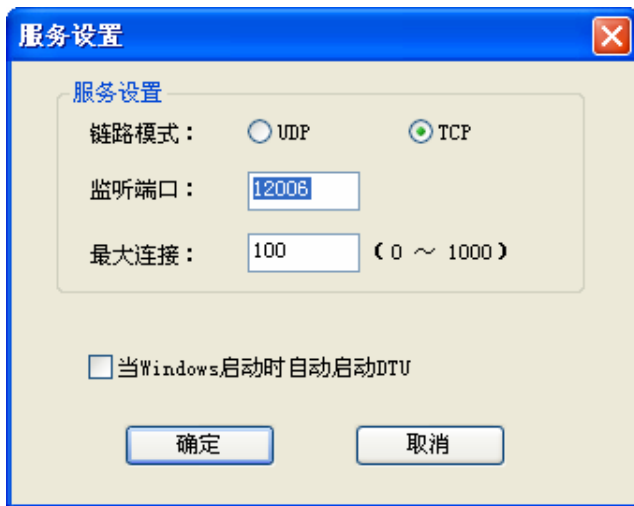 服务设置
服务设置
链路模式： UDP TCP
监听端口： 12006
最大连接： 100 (0 ～ 1000)
当Windows启动时自动启动DTU
确定 取消